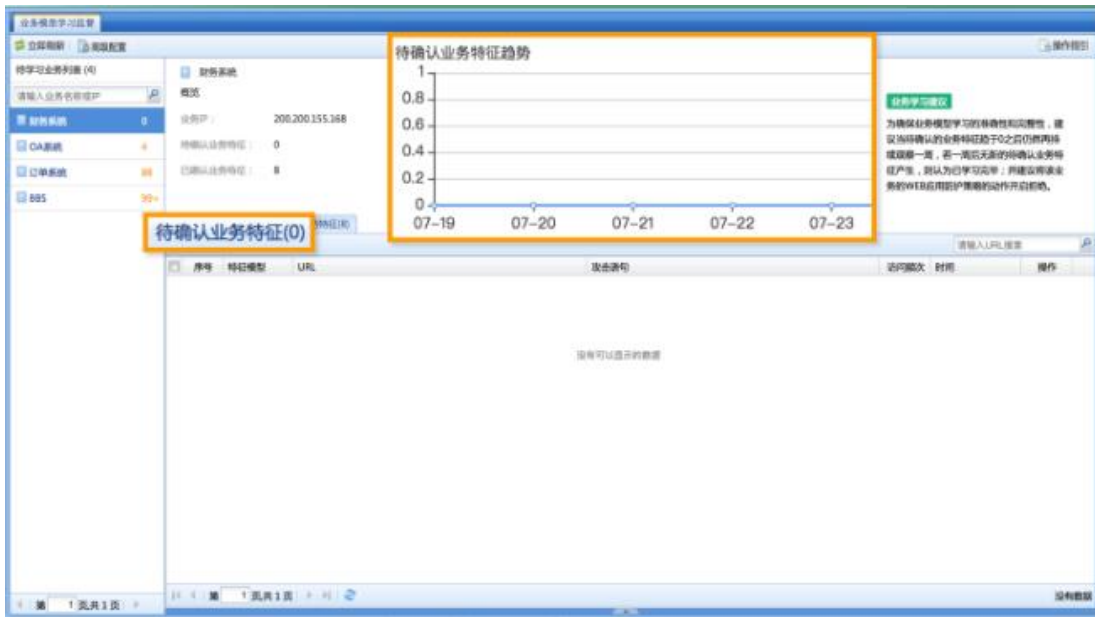 业务模型学习监督
立即刷新 高级配置
操作指引
待学习业务列表 (4)
请输入业务名称或IP
财务系统 0
OA系统 4
订单系统
BBS 99+
第 1 页,共 1 页
财务系统
概览
业务IP： 200.200.155.168
待确认业务特征： 0
已确认业务特征： 8
待确认业务特征趋势
1
0.8
0.6
0.4
0.2
0
07-19 07-20 07-21 07-22 07-23
业务学习建议
为确保业务模型学习的准确性和完整性，建
议当待确认的业务特征趋于0之后仍然再持
续观察一周，若一周后无新的待确认业务特
征产生，则认为已学习完毕；并建议将该业
务的WEB应用防护策略的动作开启拒绝。
待确认业务特征(0)
特征(8)
请输入URL搜索
序号 特征模型 URL 攻击语句 访问频次 时间 操作
没有可以显示的数据
第 1 页,共 1 页
没有数据